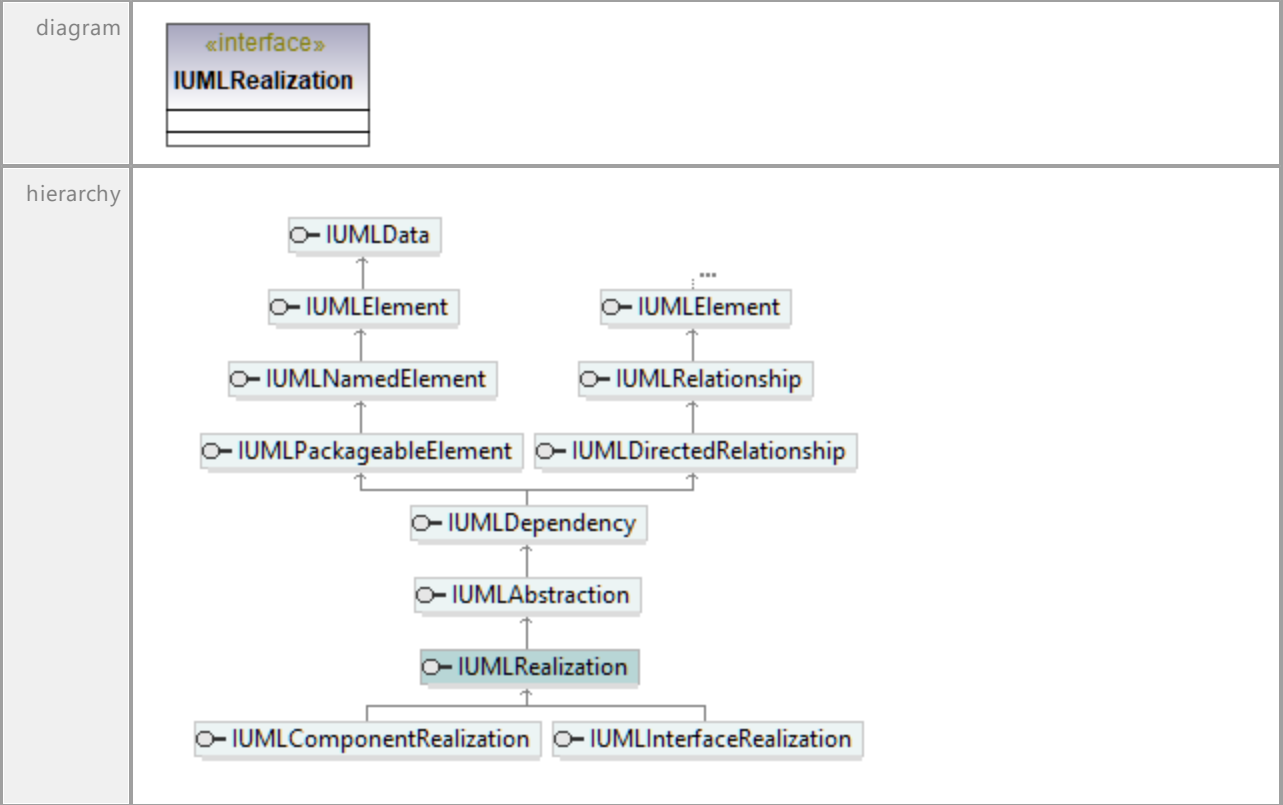 diagram
«interface»
IUMLRealization
hierarchy
IUMLData
...
IUMLElement IUMLElement
IUMLNamedElement IUMLRelationship
IUMLPackageableElement IUMLDirectedRelationship
IUMLDependency
IUMLAbstraction
IUMLRealization
IUMLComponentRealization IUMLInterfaceRealization